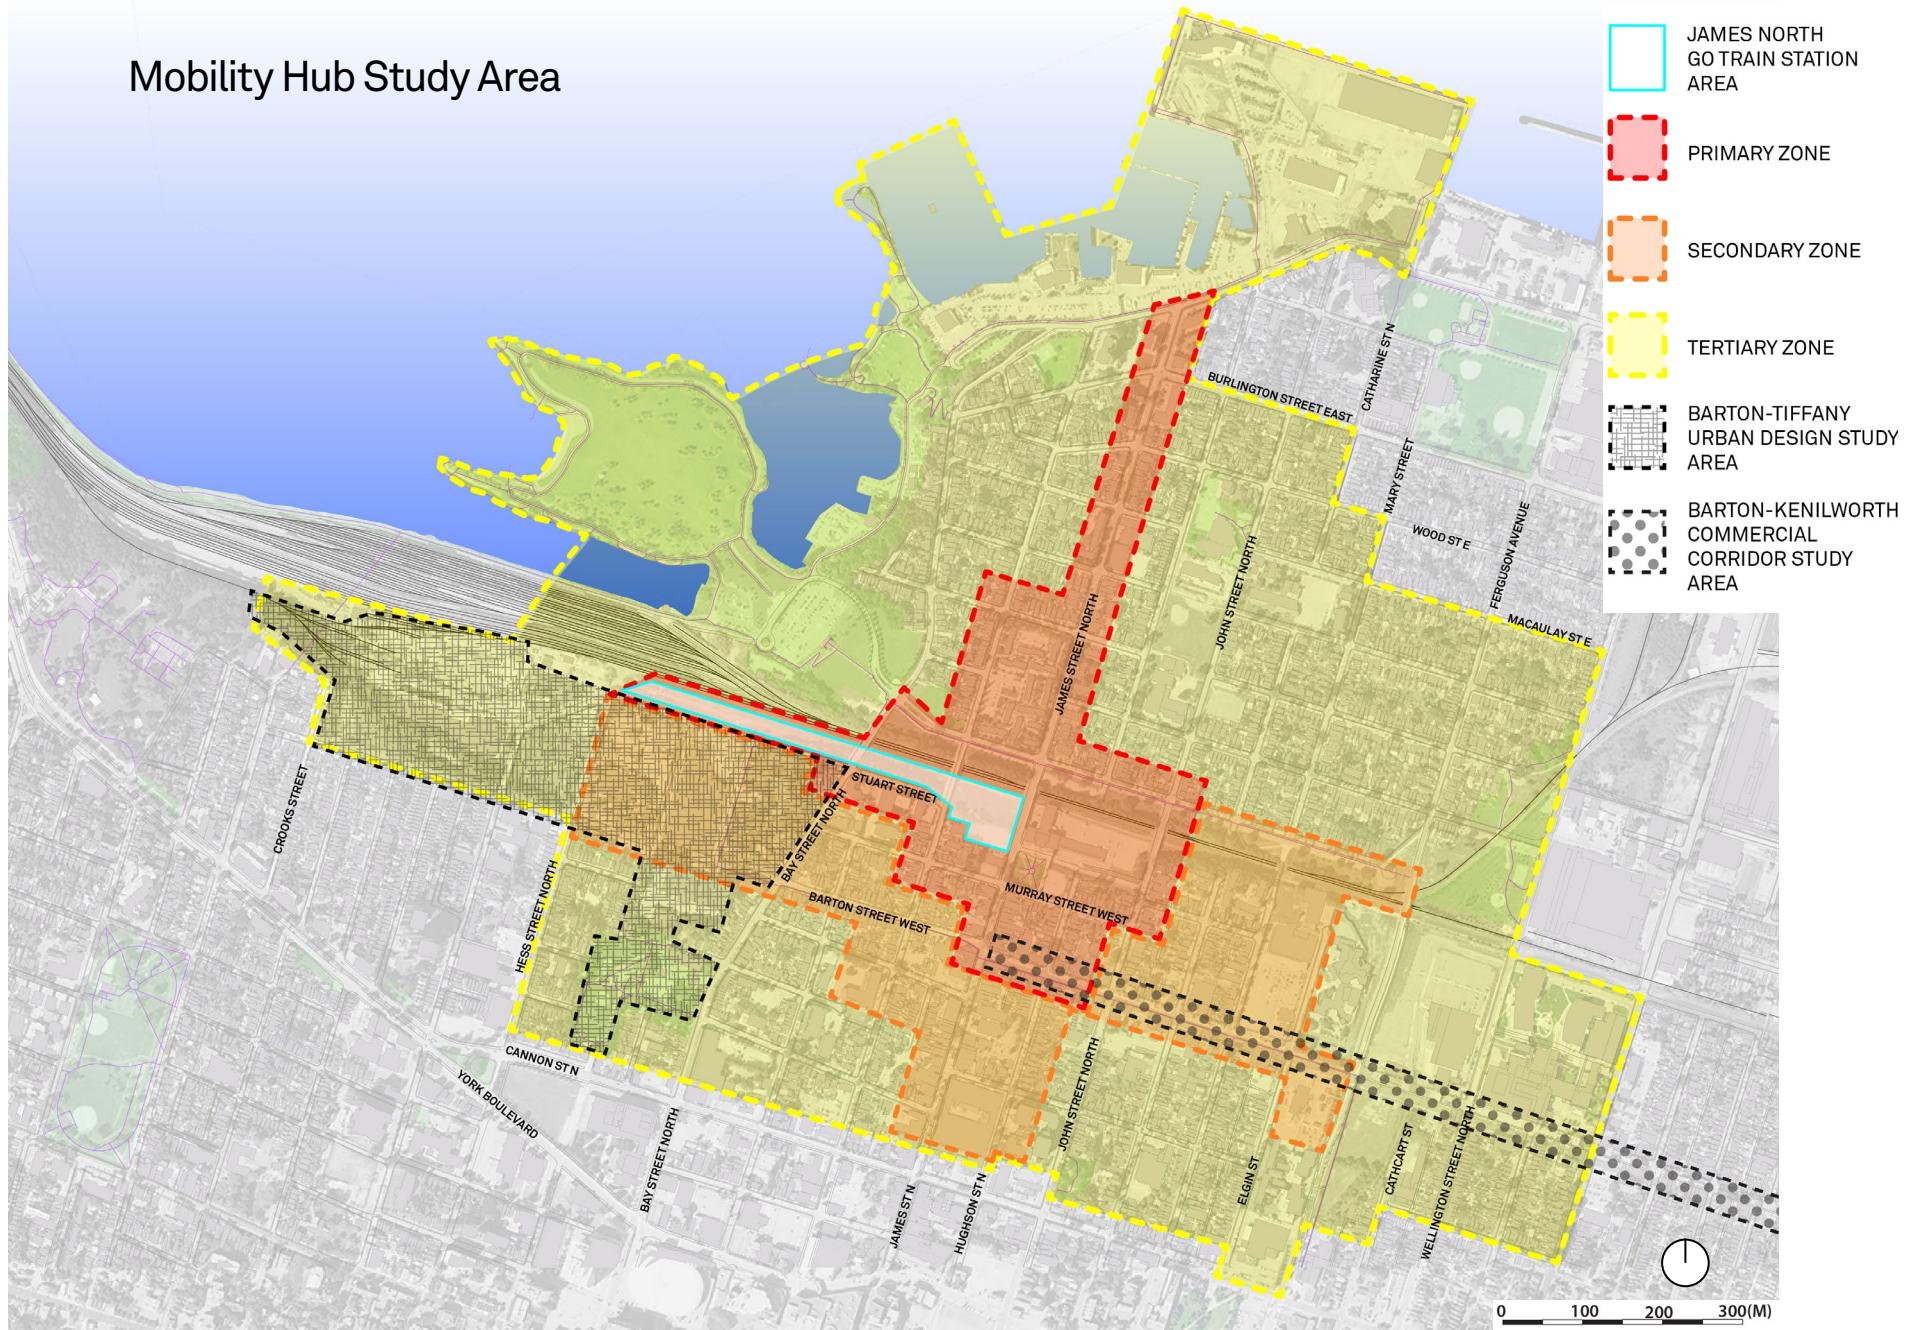 Mobility Hub Study Area
JAMES NORTH
GO TRAIN STATION
AREA
PRIMARY ZONE
SECONDARY ZONE
TERTIARY ZONE
BARTON-TIFFANY
URBAN DESIGN STUDY
AREA
BARTON-KENILWORTH
COMMERCIAL
CORRIDOR STUDY
AREA
BURLINGTON STREET EAST
CATHARINE ST N
MARY STREET
WOOD ST E
FERGUSON AVENUE
MACAULAY ST E
JOHN STREET NORTH
JAMES STREET NORTH
STUART STREET
BAY STREET NORTH
MURRAY STREET WEST
BARTON STREET WEST
CROOKS STREET
HESS STREET NORTH
CANNON ST N
YORK BOULEVARD
BAY STREET NORTH
JAMES ST N
HUGHSON ST N
JOHN STREET NORTH
ELGIN ST
CATHCART ST
WELLINGTON STREET NORTH
0 100 200 300(M)